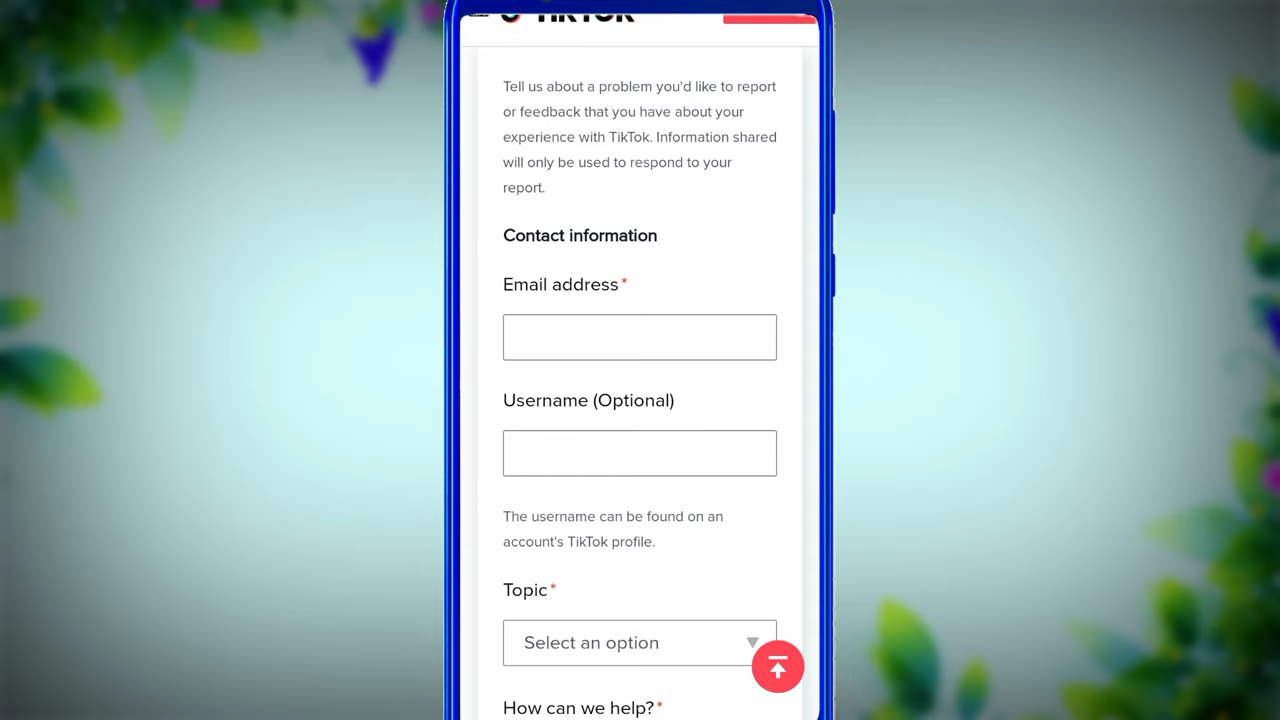 TikTok
Tell us about a problem you'd like to report
or feedback that you have about your
experience with TikTok. Information shared
will only be used to respond to your
report.
Contact information
Email address*
Username (Optional)
The username can be found on an
account's TikTok profile.
Topic*
Select an option
How can we help?*